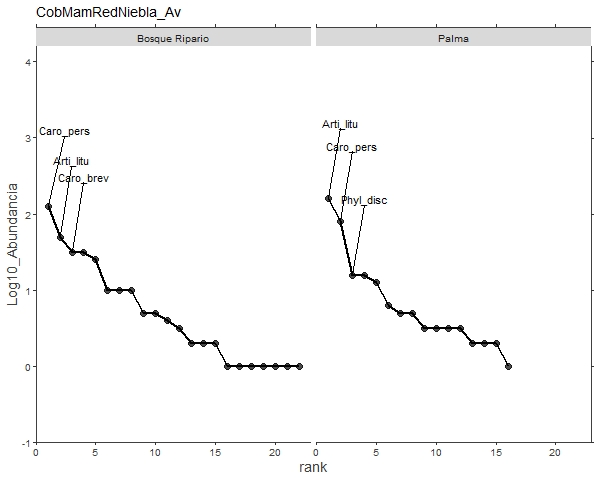 CobMamRedNiebla_Av
Bosque Ripario
Palma
Log10_Abundancia
4
3
2
1
0
-1
Caro_pers
Arti_litu
Caro_brev
Arti_litu
Caro_pers
Phyl_disc
0 5 10 15 20
0 5 10 15 20
rank